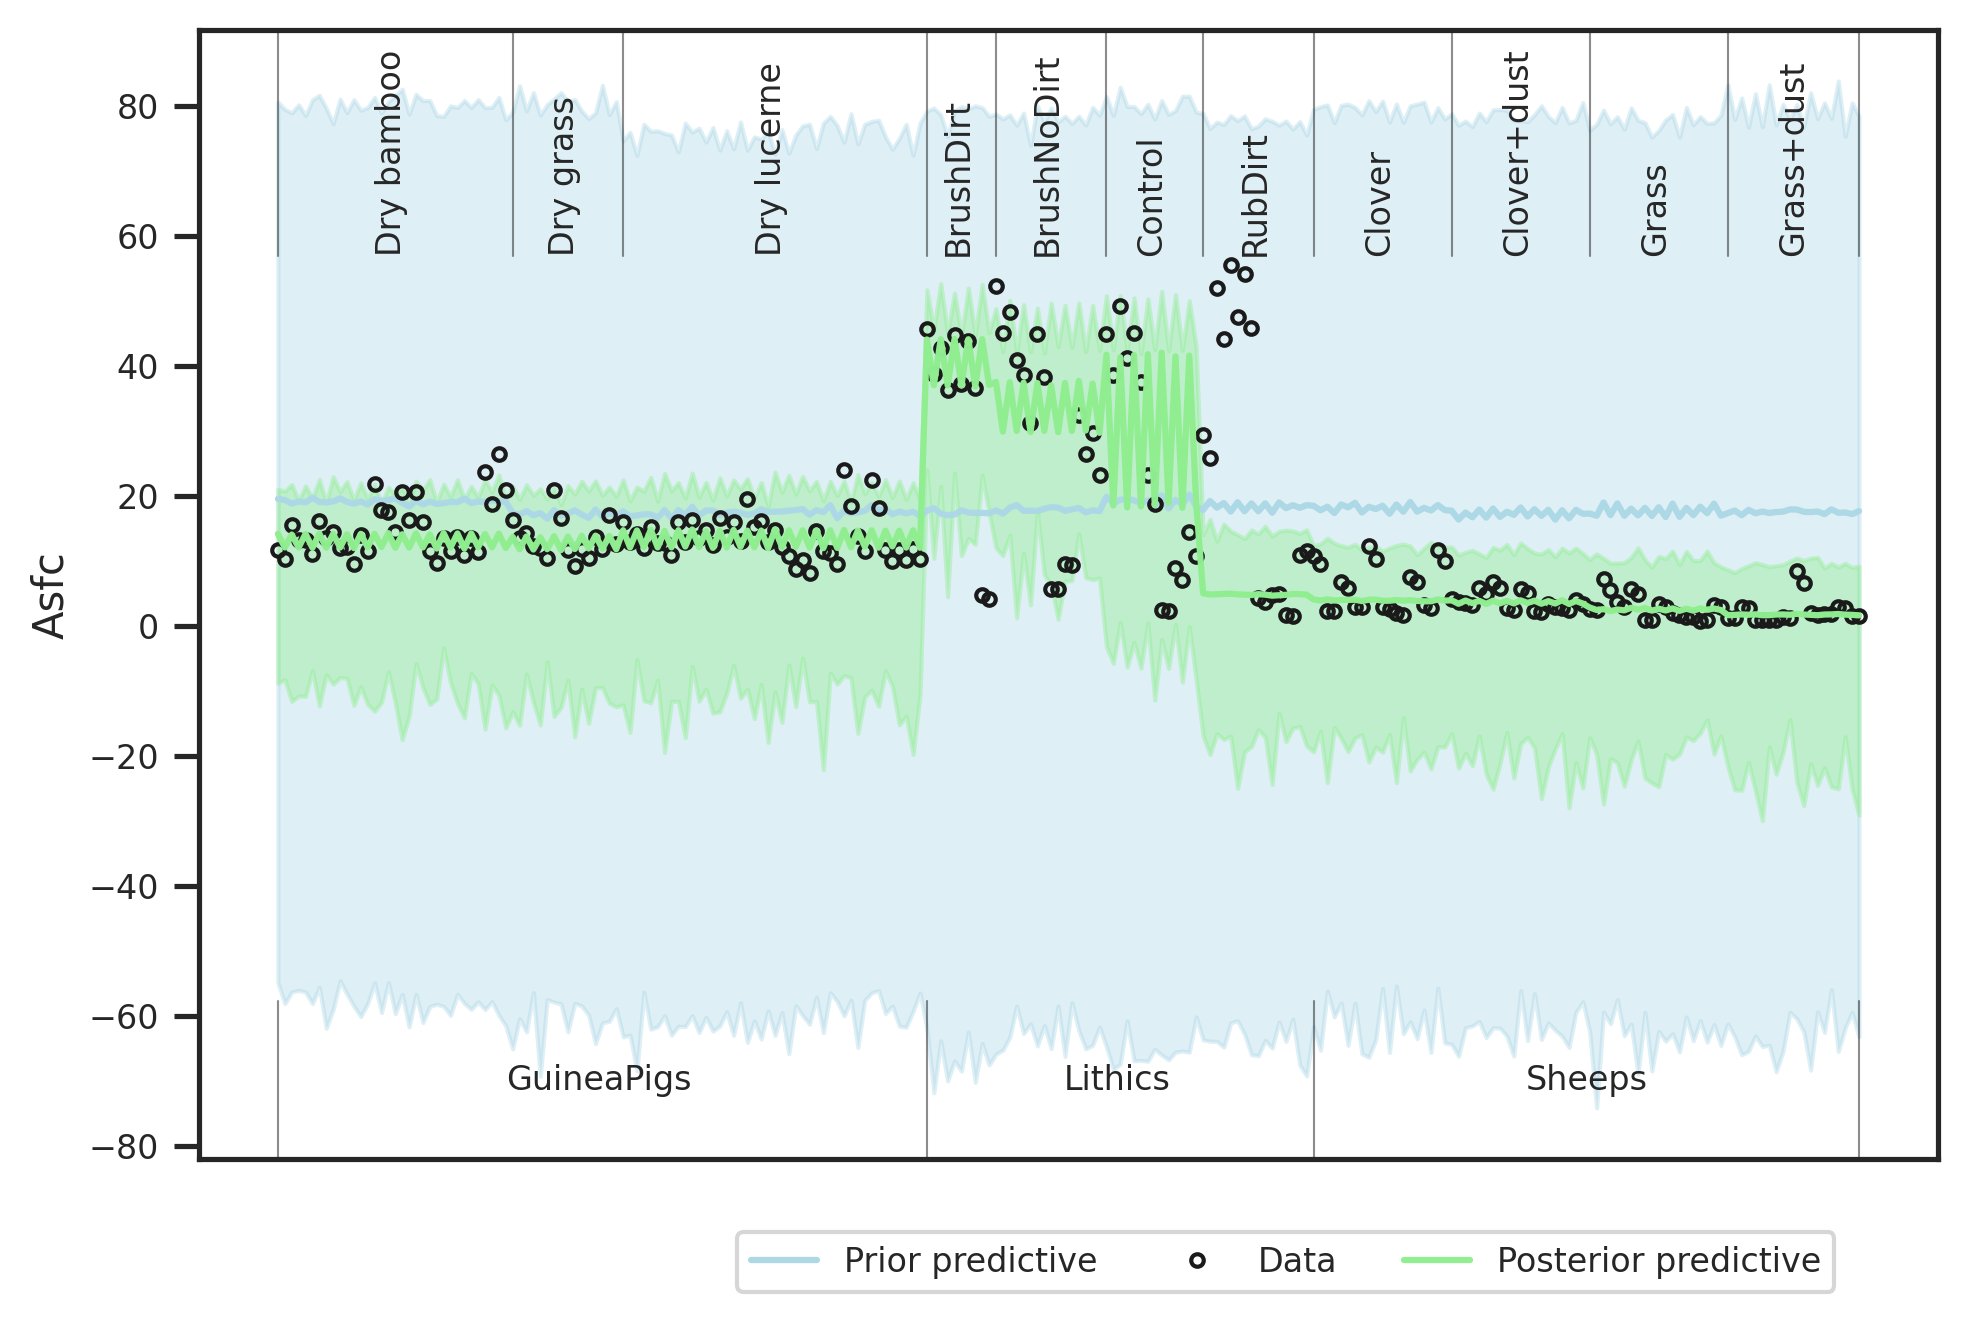 Dry bamboo
Dry grass
Dry lucerne
BrushDirt
BrushNoDirt
Control
RubDirt
Clover
Clover+dust
Grass
Grass+dust
80
60
40
20
0
−20
−40
−60
−80
Asfc
GuineaPigs
Lithics
Sheeps
Prior predictive
Data
Posterior predictive